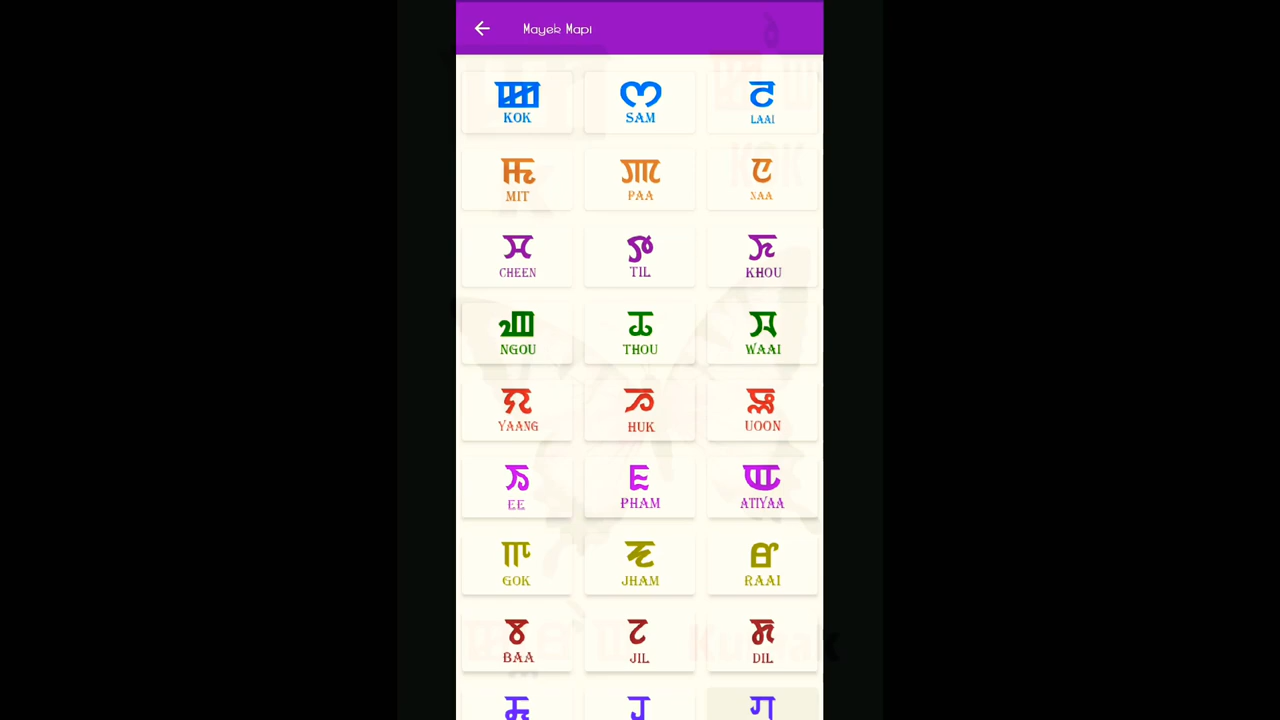 Mayek Mapi
ꯀ ꯁ ꯂ
KOK SAM LAAI
ꯃ ꯄ ꯅ
MIT PAA NAA
ꯆ ꯇ ꯈ
CHEEN TIL KHOU
ꯉ ꯊ ꯋ
NGOU THOU WAAI
ꯌ ꯍ ꯎ
YAANG HUK UOON
ꯏ ꯐ ꯑ
EE PHAM ATIYAA
ꯒ ꯓ ꯔ
GOK JHAM RAAI
ꯕ ꯖ ꯗ
BAA JIL DIL